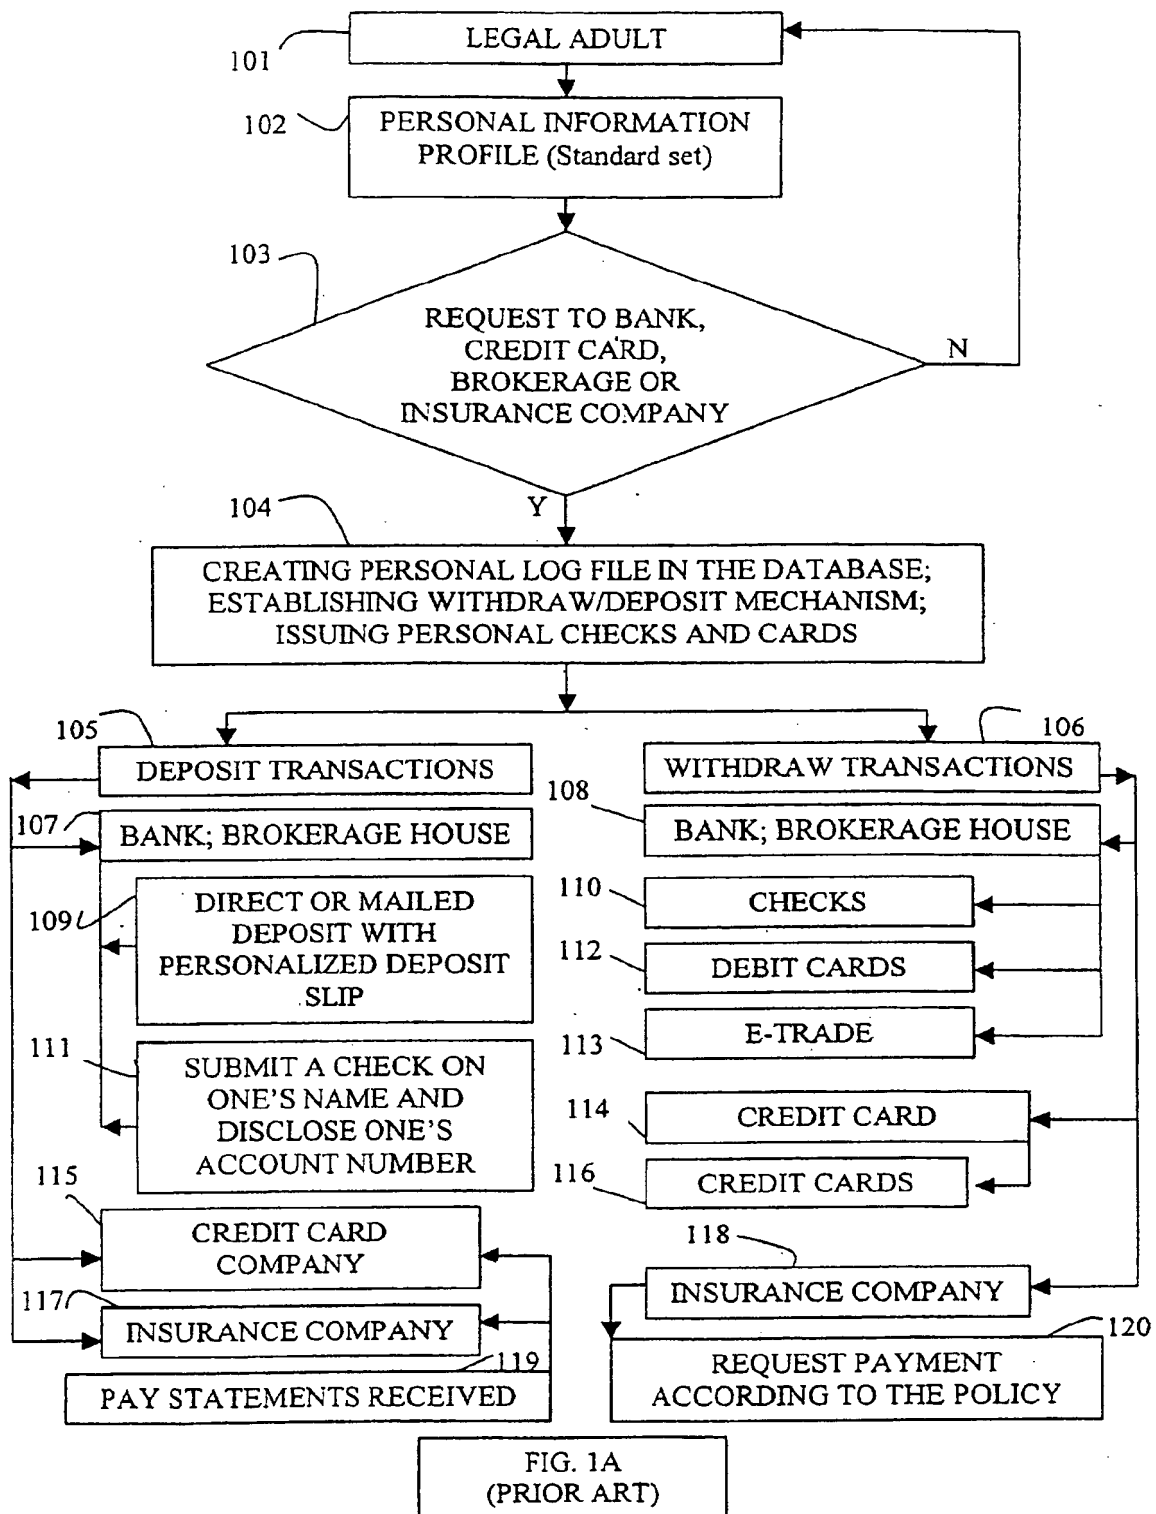 LEGAL ADULT
101
102
PERSONAL INFORMATION
PROFILE (Standard set)
103
REQUEST TO BANK,
CREDIT CARD,
BROKERAGE OR
INSURANCE COMPANY
N
Y
104
CREATING PERSONAL LOG FILE IN THE DATABASE;
ESTABLISHING WITHDRAW/DEPOSIT MECHANISM;
ISSUING PERSONAL CHECKS AND CARDS
105
DEPOSIT TRANSACTIONS
107
BANK; BROKERAGE HOUSE
109
DIRECT OR MAILED
DEPOSIT WITH
PERSONALIZED DEPOSIT
SLIP
111
SUBMIT A CHECK ON
ONE'S NAME AND
DISCLOSE ONE'S
ACCOUNT NUMBER
115
CREDIT CARD
COMPANY
117
INSURANCE COMPANY
119
PAY STATEMENTS RECEIVED
106
WITHDRAW TRANSACTIONS
108
BANK; BROKERAGE HOUSE
110
CHECKS
112
DEBIT CARDS
113
E-TRADE
114
CREDIT CARD
116
CREDIT CARDS
118
INSURANCE COMPANY
120
REQUEST PAYMENT
ACCORDING TO THE POLICY
FIG. 1A
(PRIOR ART)